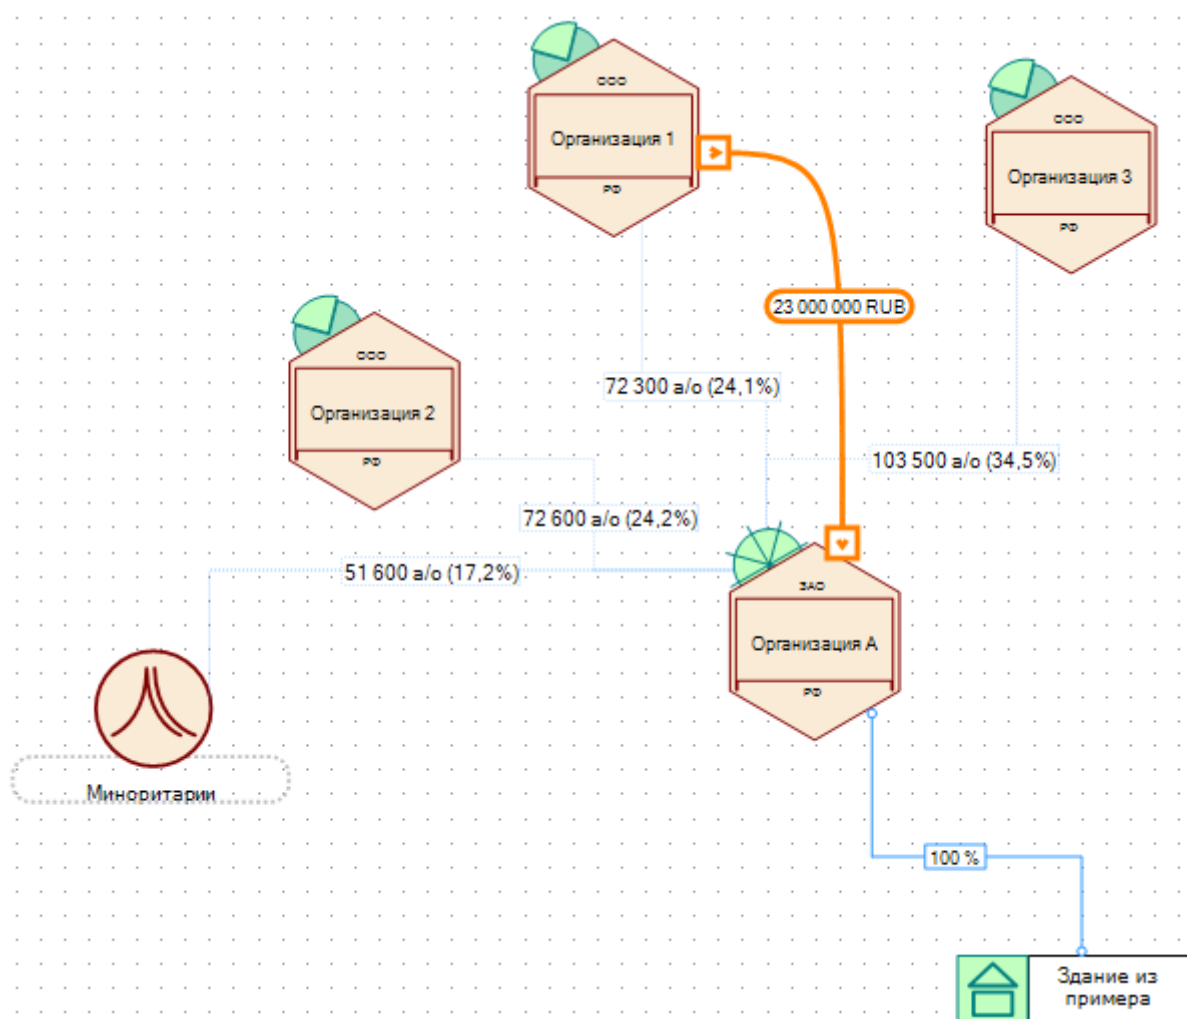 ООО
Организация 1
РФ
ООО
Организация 3
РФ
23 000 000 RUB
ООО
Организация 2
РФ
72 300 а/о (24,1%)
103 500 а/о (34,5%)
72 600 а/о (24,2%)
51 600 а/о (17,2%)
ЗАО
Организация А
РФ
Миноритарии
100 %
Здание из
примера